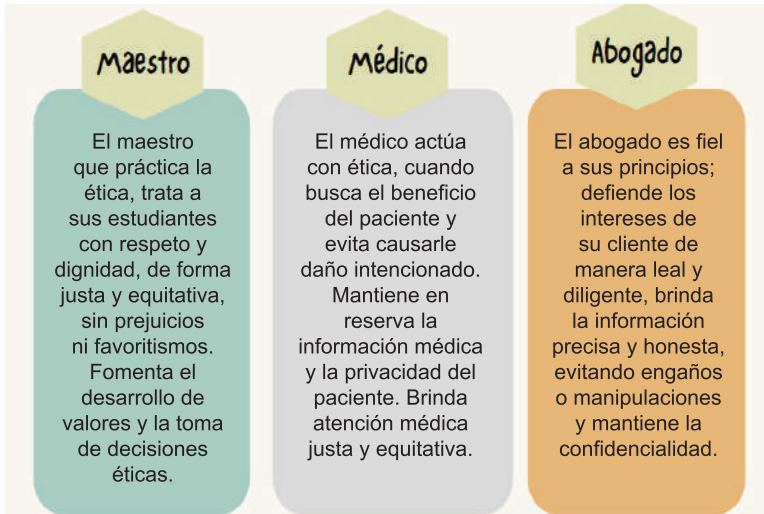 Maestro
El maestro
que práctica la
ética, trata a
sus estudiantes
con respeto y
dignidad, de forma
justa y equitativa,
sin prejuicios
ni favoritismos.
Fomenta el
desarrollo de
valores y la toma
de decisiones
éticas.
Médico
El médico actúa
con ética, cuando
busca el beneficio
del paciente y
evita causarle
daño intencionado.
Mantiene en
reserva la
información médica
y la privacidad del
paciente. Brinda
atención médica
justa y equitativa.
Abogado
El abogado es fiel
a sus principios;
defiende los
intereses de
su cliente de
manera leal y
diligente, brinda
la información
precisa y honesta,
evitando engaños
o manipulaciones
y mantiene la
confidencialidad.